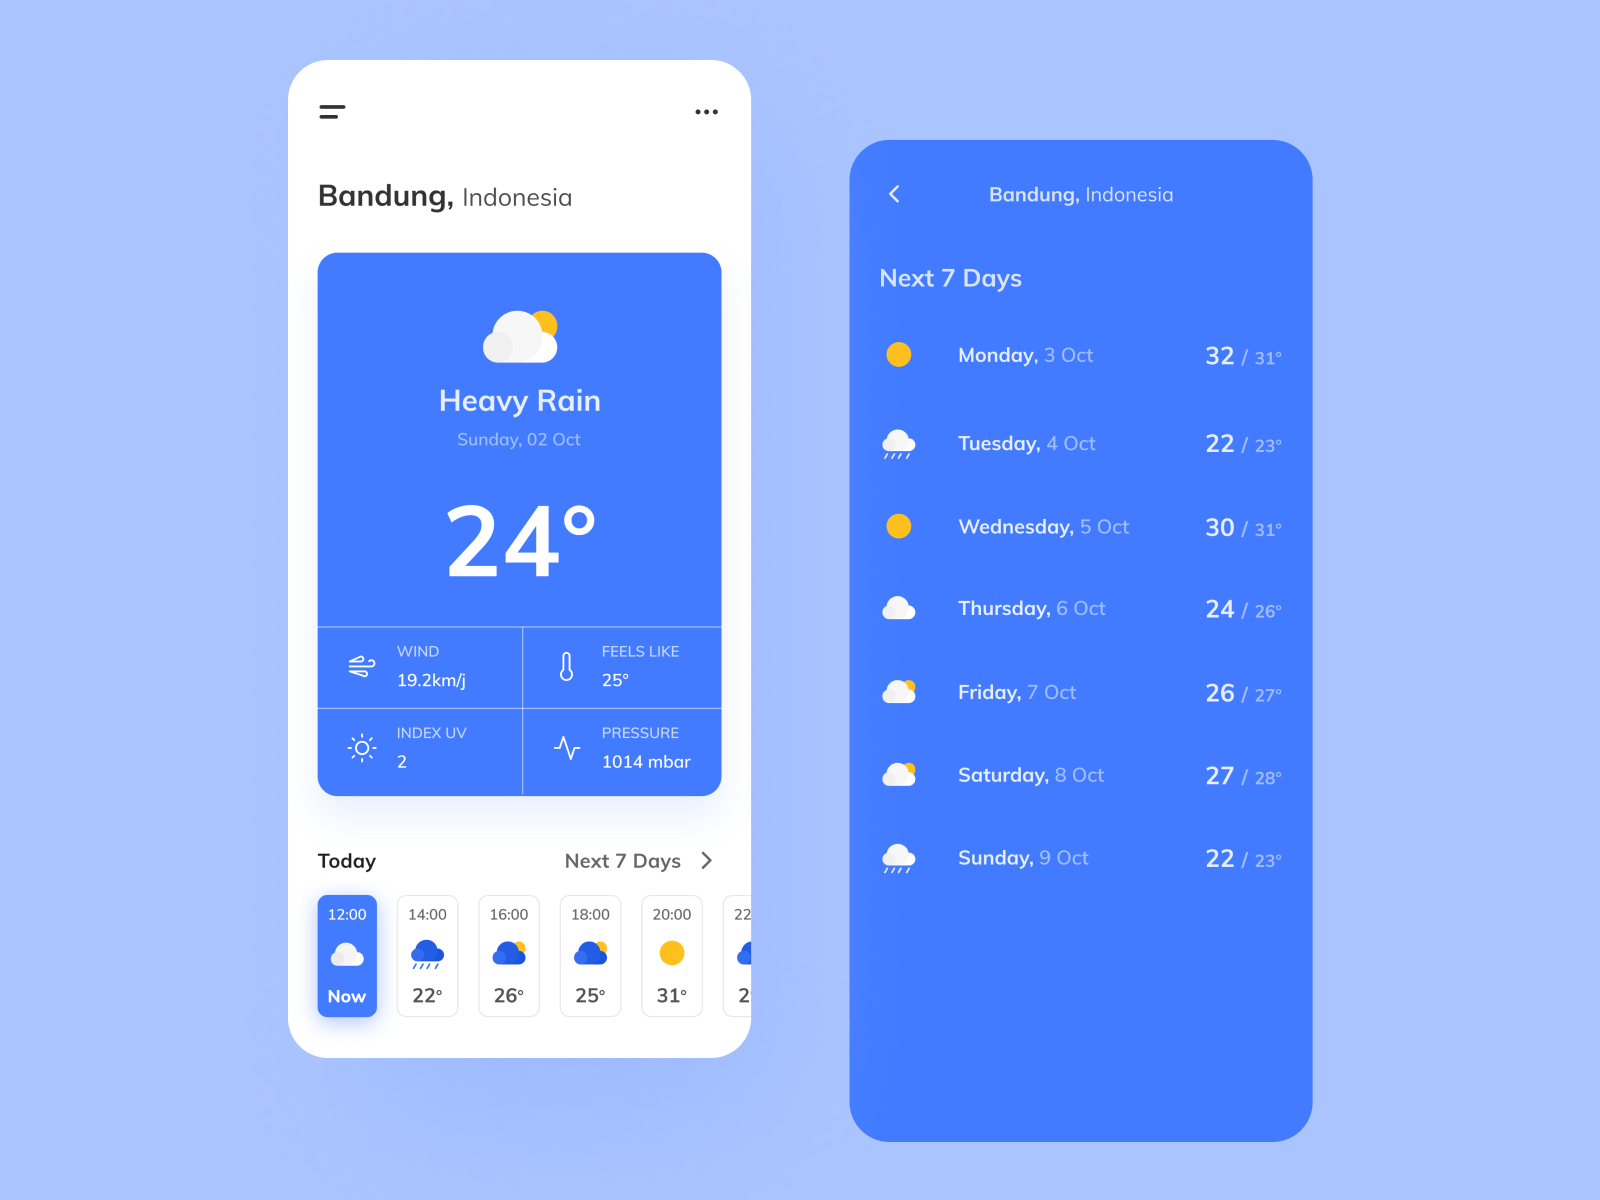 Bandung, Indonesia
Heavy Rain
Sunday, 02 Oct
24°
WIND
19.2km/j
FEELS LIKE
25°
INDEX UV
2
PRESSURE
1014 mbar
Today
Next 7 Days
12:00
Now
14:00
22°
16:00
26°
18:00
25°
20:00
31°
22
2
Bandung, Indonesia
Next 7 Days
Monday, 3 Oct 32 / 31°
Tuesday, 4 Oct 22 / 23°
Wednesday, 5 Oct 30 / 31°
Thursday, 6 Oct 24 / 26°
Friday, 7 Oct 26 / 27°
Saturday, 8 Oct 27 / 28°
Sunday, 9 Oct 22 / 23°